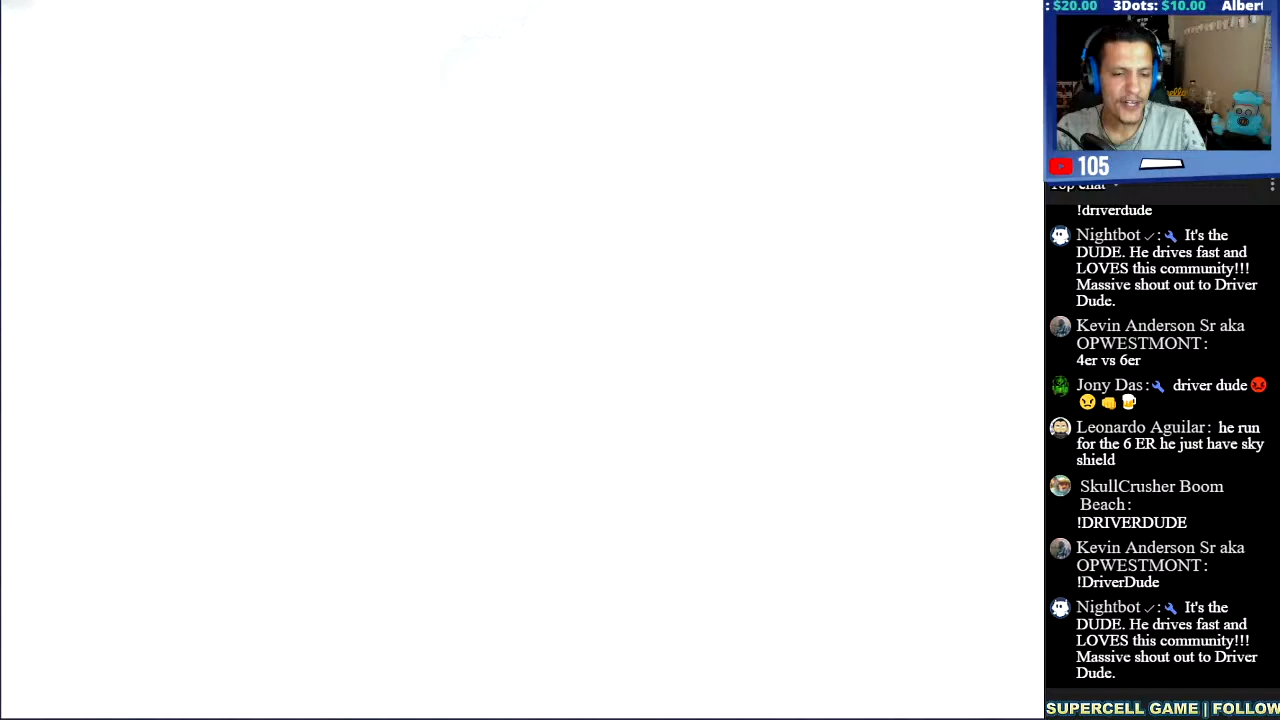 : $20.00 3Dots: $10.00 Albert
105
Top chat
!driverdude
Nightbot ✓: It's the
DUDE. He drives fast and
LOVES this community!!!
Massive shout out to Driver
Dude.
Kevin Anderson Sr aka
OPWESTMONT:
4er vs 6er
Jony Das: driver dude
Leonardo Aguilar: he run
for the 6 ER he just have sky
shield
SkullCrusher Boom
Beach:
!DRIVERDUDE
Kevin Anderson Sr aka
OPWESTMONT:
!DriverDude
Nightbot ✓: It's the
DUDE. He drives fast and
LOVES this community!!!
Massive shout out to Driver
Dude.
SUPERCELL GAME | FOLLOW